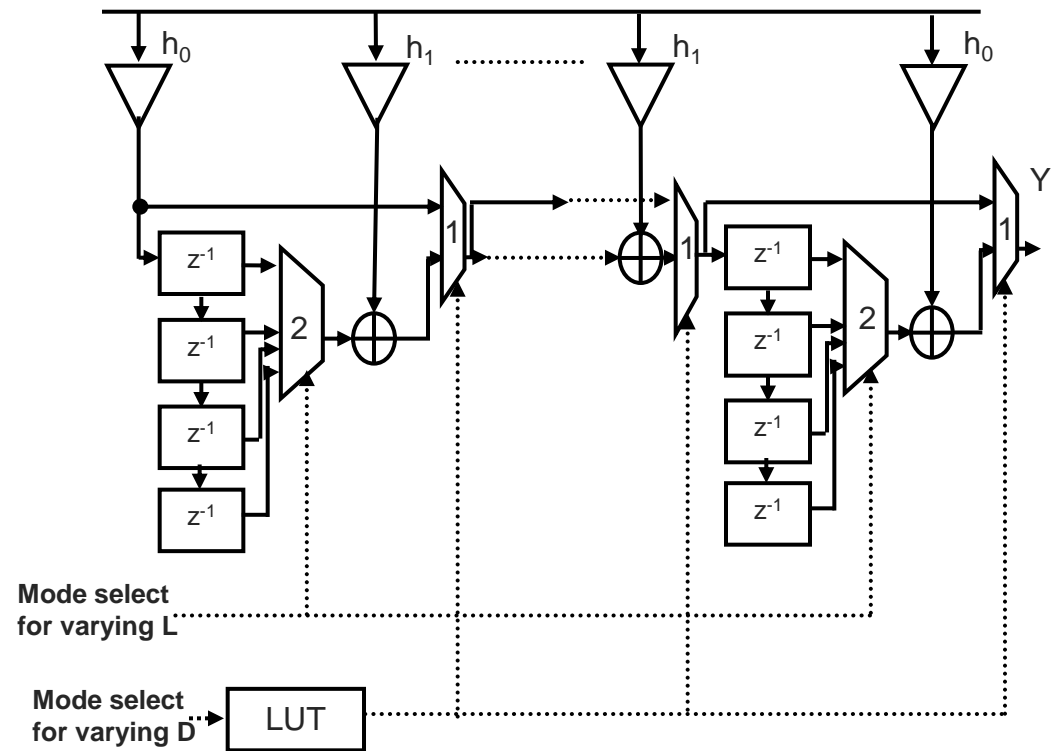 h₀ h₁ h₁ h₀
Y
1 1 1
z⁻¹ z⁻¹
2 2
z⁻¹ z⁻¹
z⁻¹ z⁻¹
z⁻¹ z⁻¹
Mode select
for varying L
Mode select
for varying D
LUT